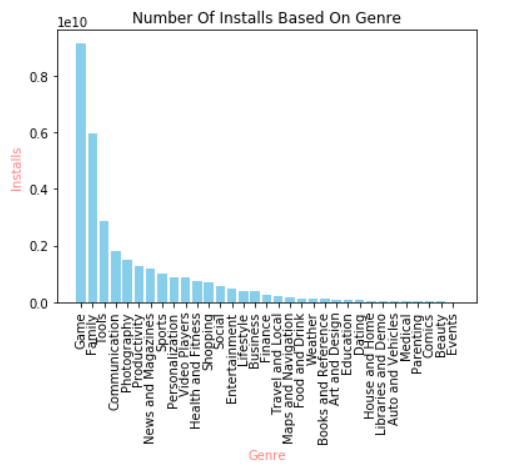 Number Of Installs Based On Genre
1e10
0.8
0.6
0.4
0.2
0.0
Installs
Game
Family
Tools
Communication
Photography
Productivity
News and Magazines
Sports
Personalization
Video Players
Health and Fitness
Shopping
Social
Entertainment
Lifestyle
Business
Finance
Travel and Local
Maps and Navigation
Food and Drink
Weather
Books and Reference
Art and Design
Education
Dating
House and Home
Libraries and Demo
Auto and Vehicles
Medical
Parenting
Comics
Beauty
Events
Genre